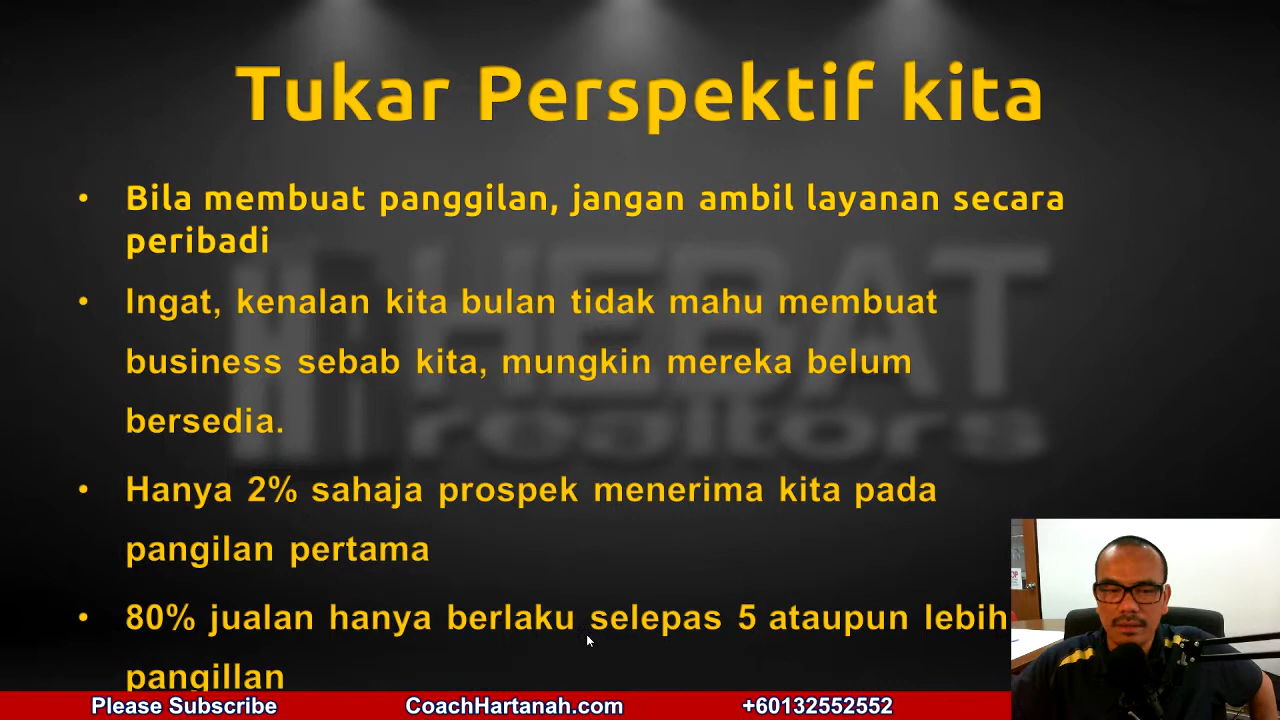 Tukar Perspektif kita
• Bila membuat panggilan, jangan ambil layanan secara
peribadi
• Ingat, kenalan kita bulan tidak mahu membuat
business sebab kita, mungkin mereka belum
bersedia.
• Hanya 2% sahaja prospek menerima kita pada
pangilan pertama
• 80% jualan hanya berlaku selepas 5 ataupun lebih
pangillan
HEBAT
realtors
Please Subscribe CoachHartanah.com +60132552552